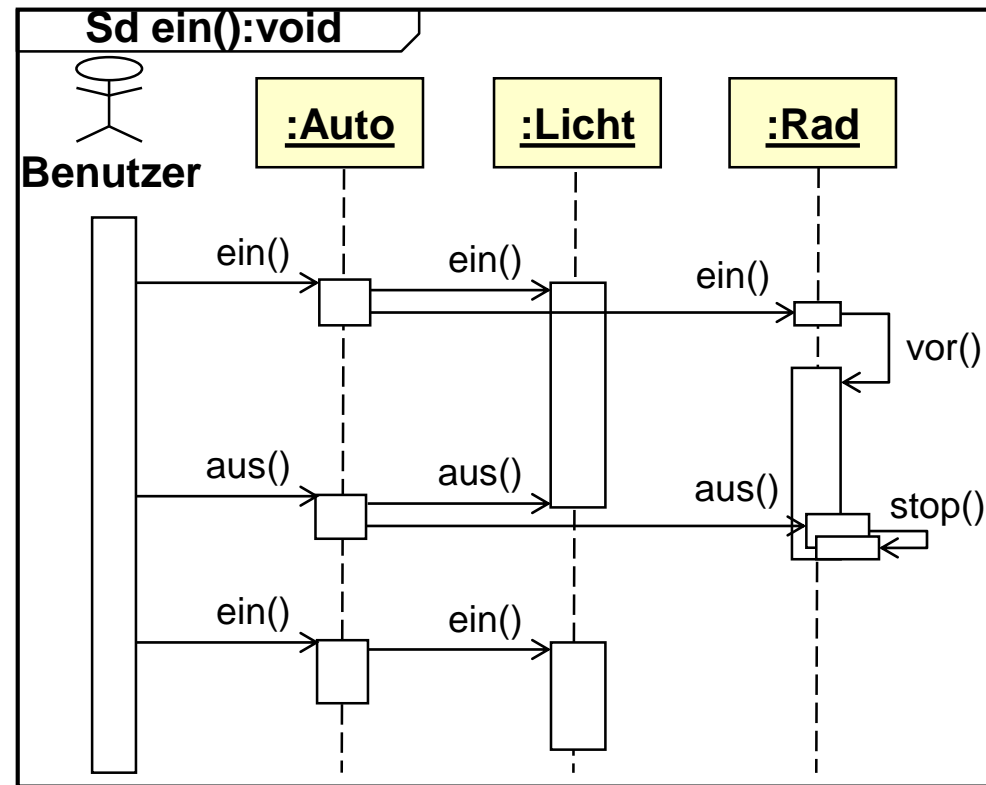 Sd ein():void
:Auto
:Licht
:Rad
Benutzer
ein()
ein()
ein()
vor()
aus()
aus()
aus()
stop()
ein()
ein()